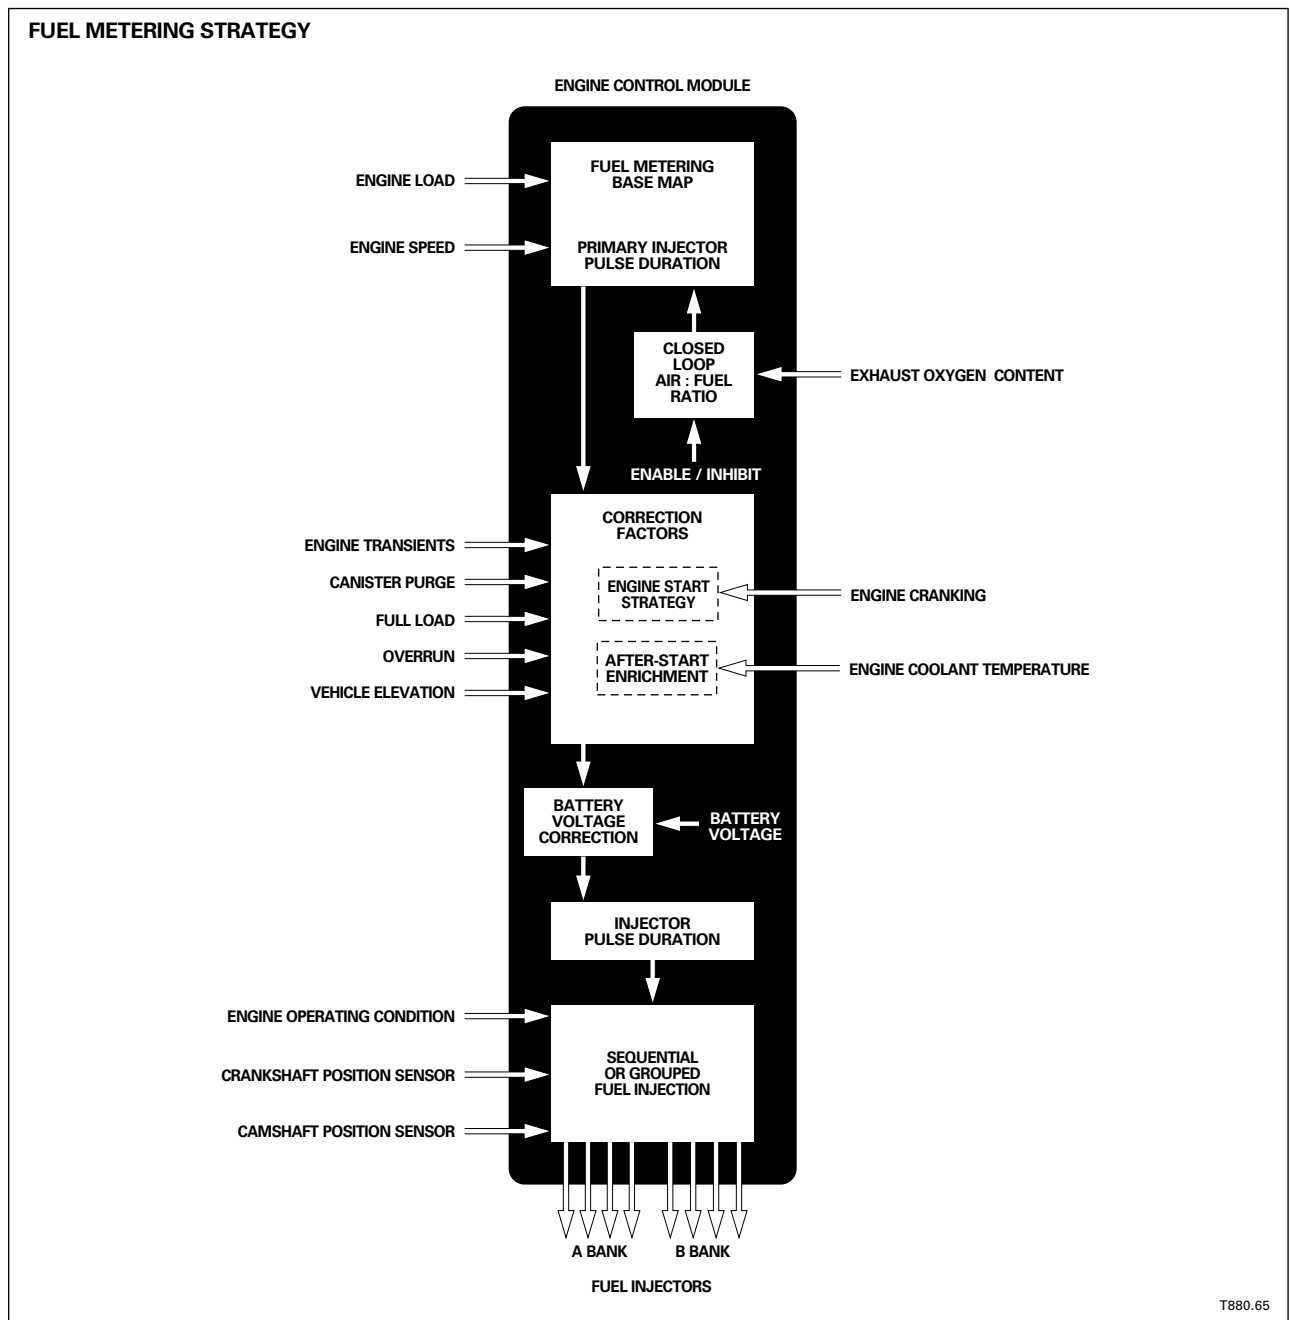 FUEL METERING STRATEGY
ENGINE CONTROL MODULE
FUEL METERING
BASE MAP
ENGINE LOAD
ENGINE SPEED
PRIMARY INJECTOR
PULSE DURATION
CLOSED
LOOP
AIR : FUEL
RATIO
EXHAUST OXYGEN CONTENT
ENABLE / INHIBIT
CORRECTION
FACTORS
ENGINE TRANSIENTS
CANISTER PURGE
FULL LOAD
OVERRUN
VEHICLE ELEVATION
ENGINE START
STRATEGY
ENGINE CRANKING
AFTER-START
ENRICHMENT
ENGINE COOLANT TEMPERATURE
BATTERY
VOLTAGE
CORRECTION
BATTERY
VOLTAGE
INJECTOR
PULSE DURATION
ENGINE OPERATING CONDITION
CRANKSHAFT POSITION SENSOR
CAMSHAFT POSITION SENSOR
SEQUENTIAL
OR GROUPED
FUEL INJECTION
A BANK
B BANK
FUEL INJECTORS
T880.65